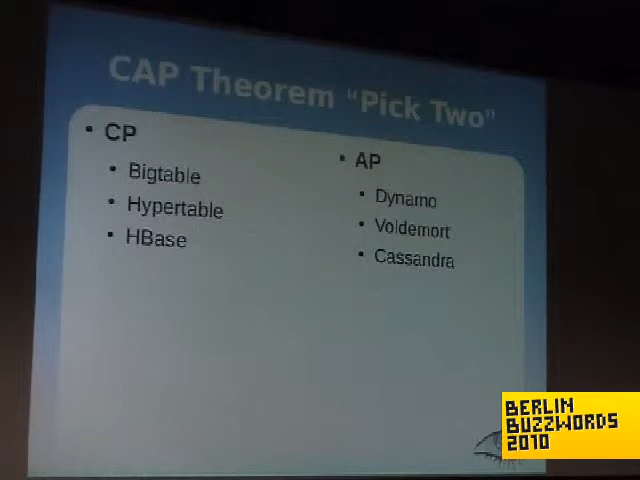 CAP Theorem "Pick Two"
• CP
• Bigtable
• Hypertable
• HBase
• AP
• Dynamo
• Voldemort
• Cassandra
BERLIN
BUZZWORDS
2010